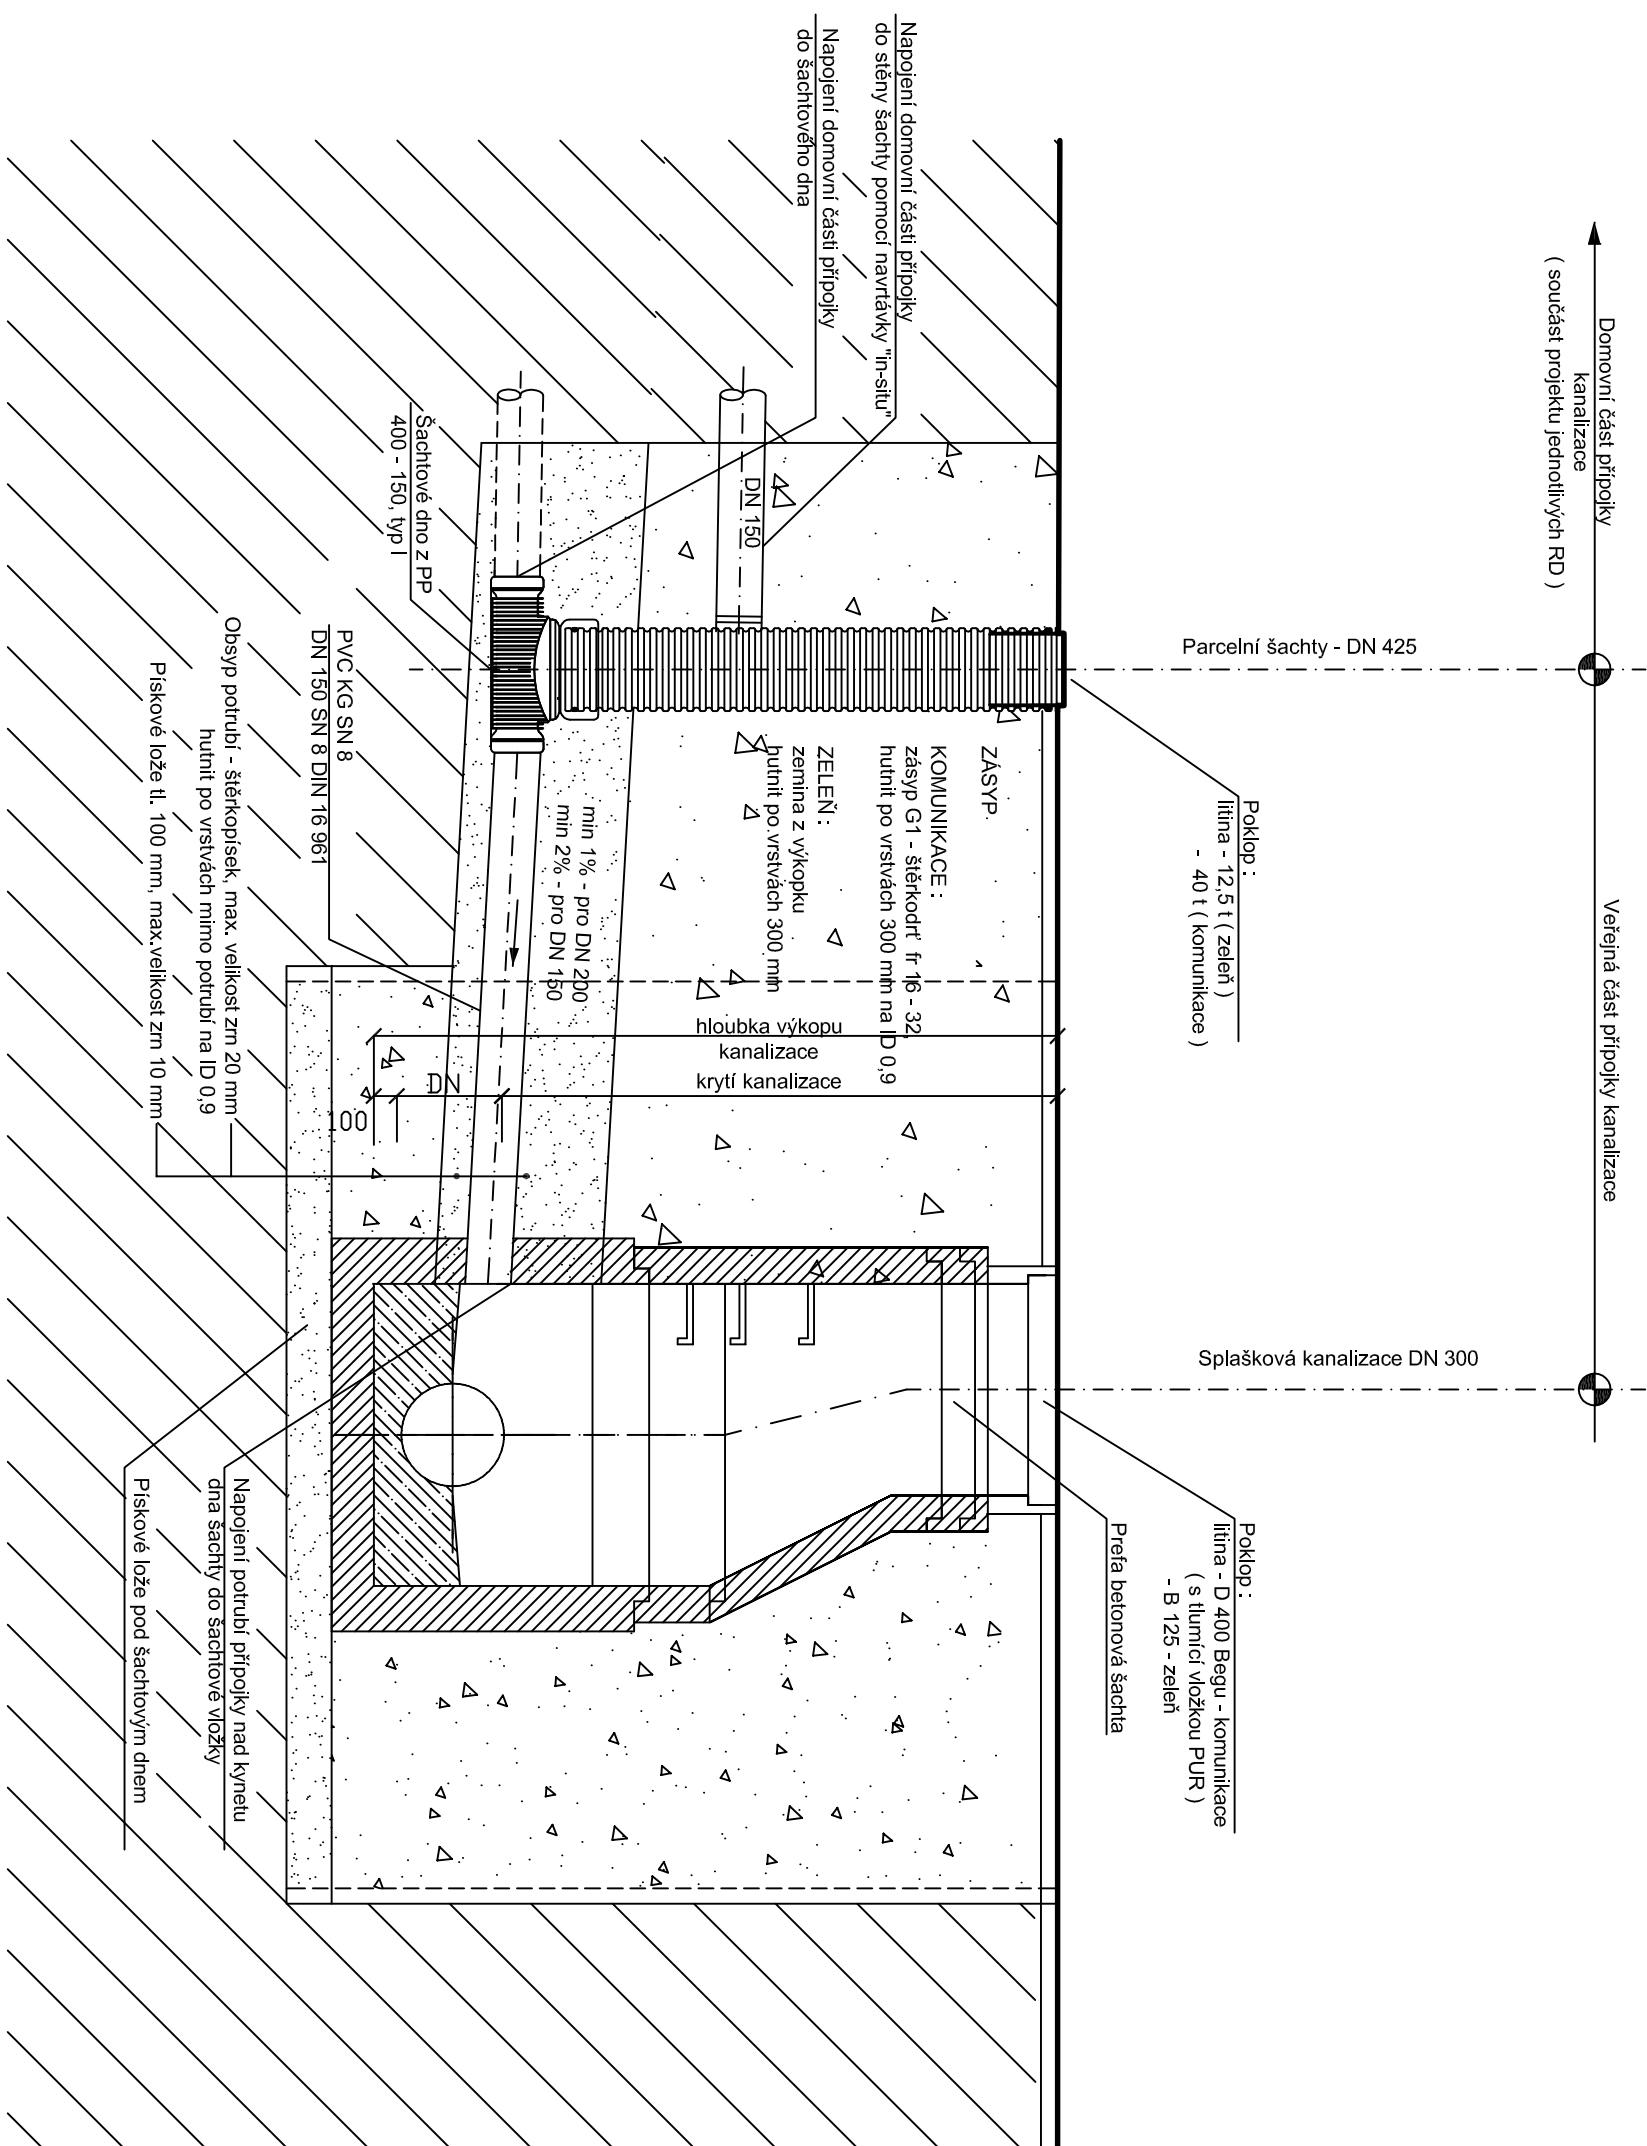 Domovní část přípojky
kanalizace
( součást projektu jednotlivých RD )
Veřejná část přípojky kanalizace
Parcelní šachty - DN 425
Splašková kanalizace DN 300
Poklop :
litina - 12,5 t ( zeleň )
- 40 t ( komunikace )
Poklop :
litina - D 400 Begu - komunikace
( s tlumící vložkou PUR )
- B 125 - zeleň
Prefa betonová šachta
Napojení domovní části přípojky
do stěny šachty pomocí navrtávky "in-situ"
Napojení domovní části přípojky
do šachtového dna
DN 150
ZÁSYP
KOMUNIKACE :
zásyp G1 - štěrkodrť fr 16 - 32,
hutnit po vrstvách 300 mm na ID 0,9
ZELEŇ :
zemina z výkopku
hutnit po vrstvách 300 mm
hloubka výkopu
kanalizace
krytí kanalizace
DN
100
min 1% - pro DN 200
min 2% - pro DN 150
Šachtové dno z PP
400 - 150, typ I
PVC KG SN 8
DN 150 SN 8 DIN 16 961
Obsyp potrubí - štěrkopísek, max. velikost zrn 20 mm
hutnit po vrstvách mimo potrubí na ID 0,9
Pískové lože tl. 100 mm, max.velikost zrn 10 mm
Napojení potrubí přípojky nad kynetu
dna šachty do šachtové vložky
Pískové lože pod šachtovým dnem